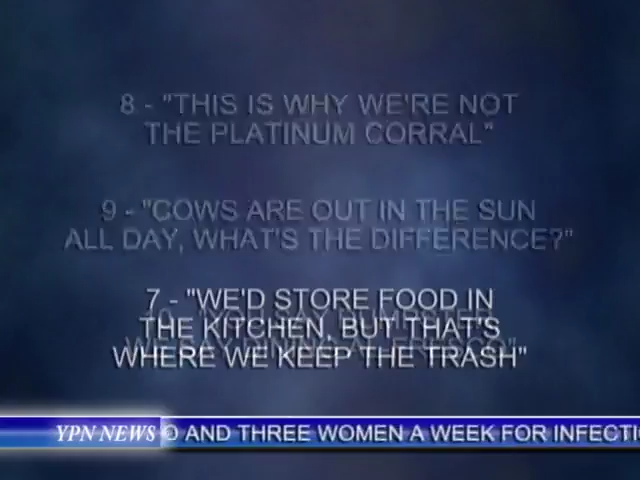 8 - "THIS IS WHY WE'RE NOT
THE PLATINUM CORRAL"
9 - "COWS ARE OUT IN THE SUN
ALL DAY, WHAT'S THE DIFFERENCE?"
7 - "WE'D STORE FOOD IN
THE KITCHEN, BUT THAT'S
WHERE WE KEEP THE TRASH"
YPN NEWS O AND THREE WOMEN A WEEK FOR INFECTI